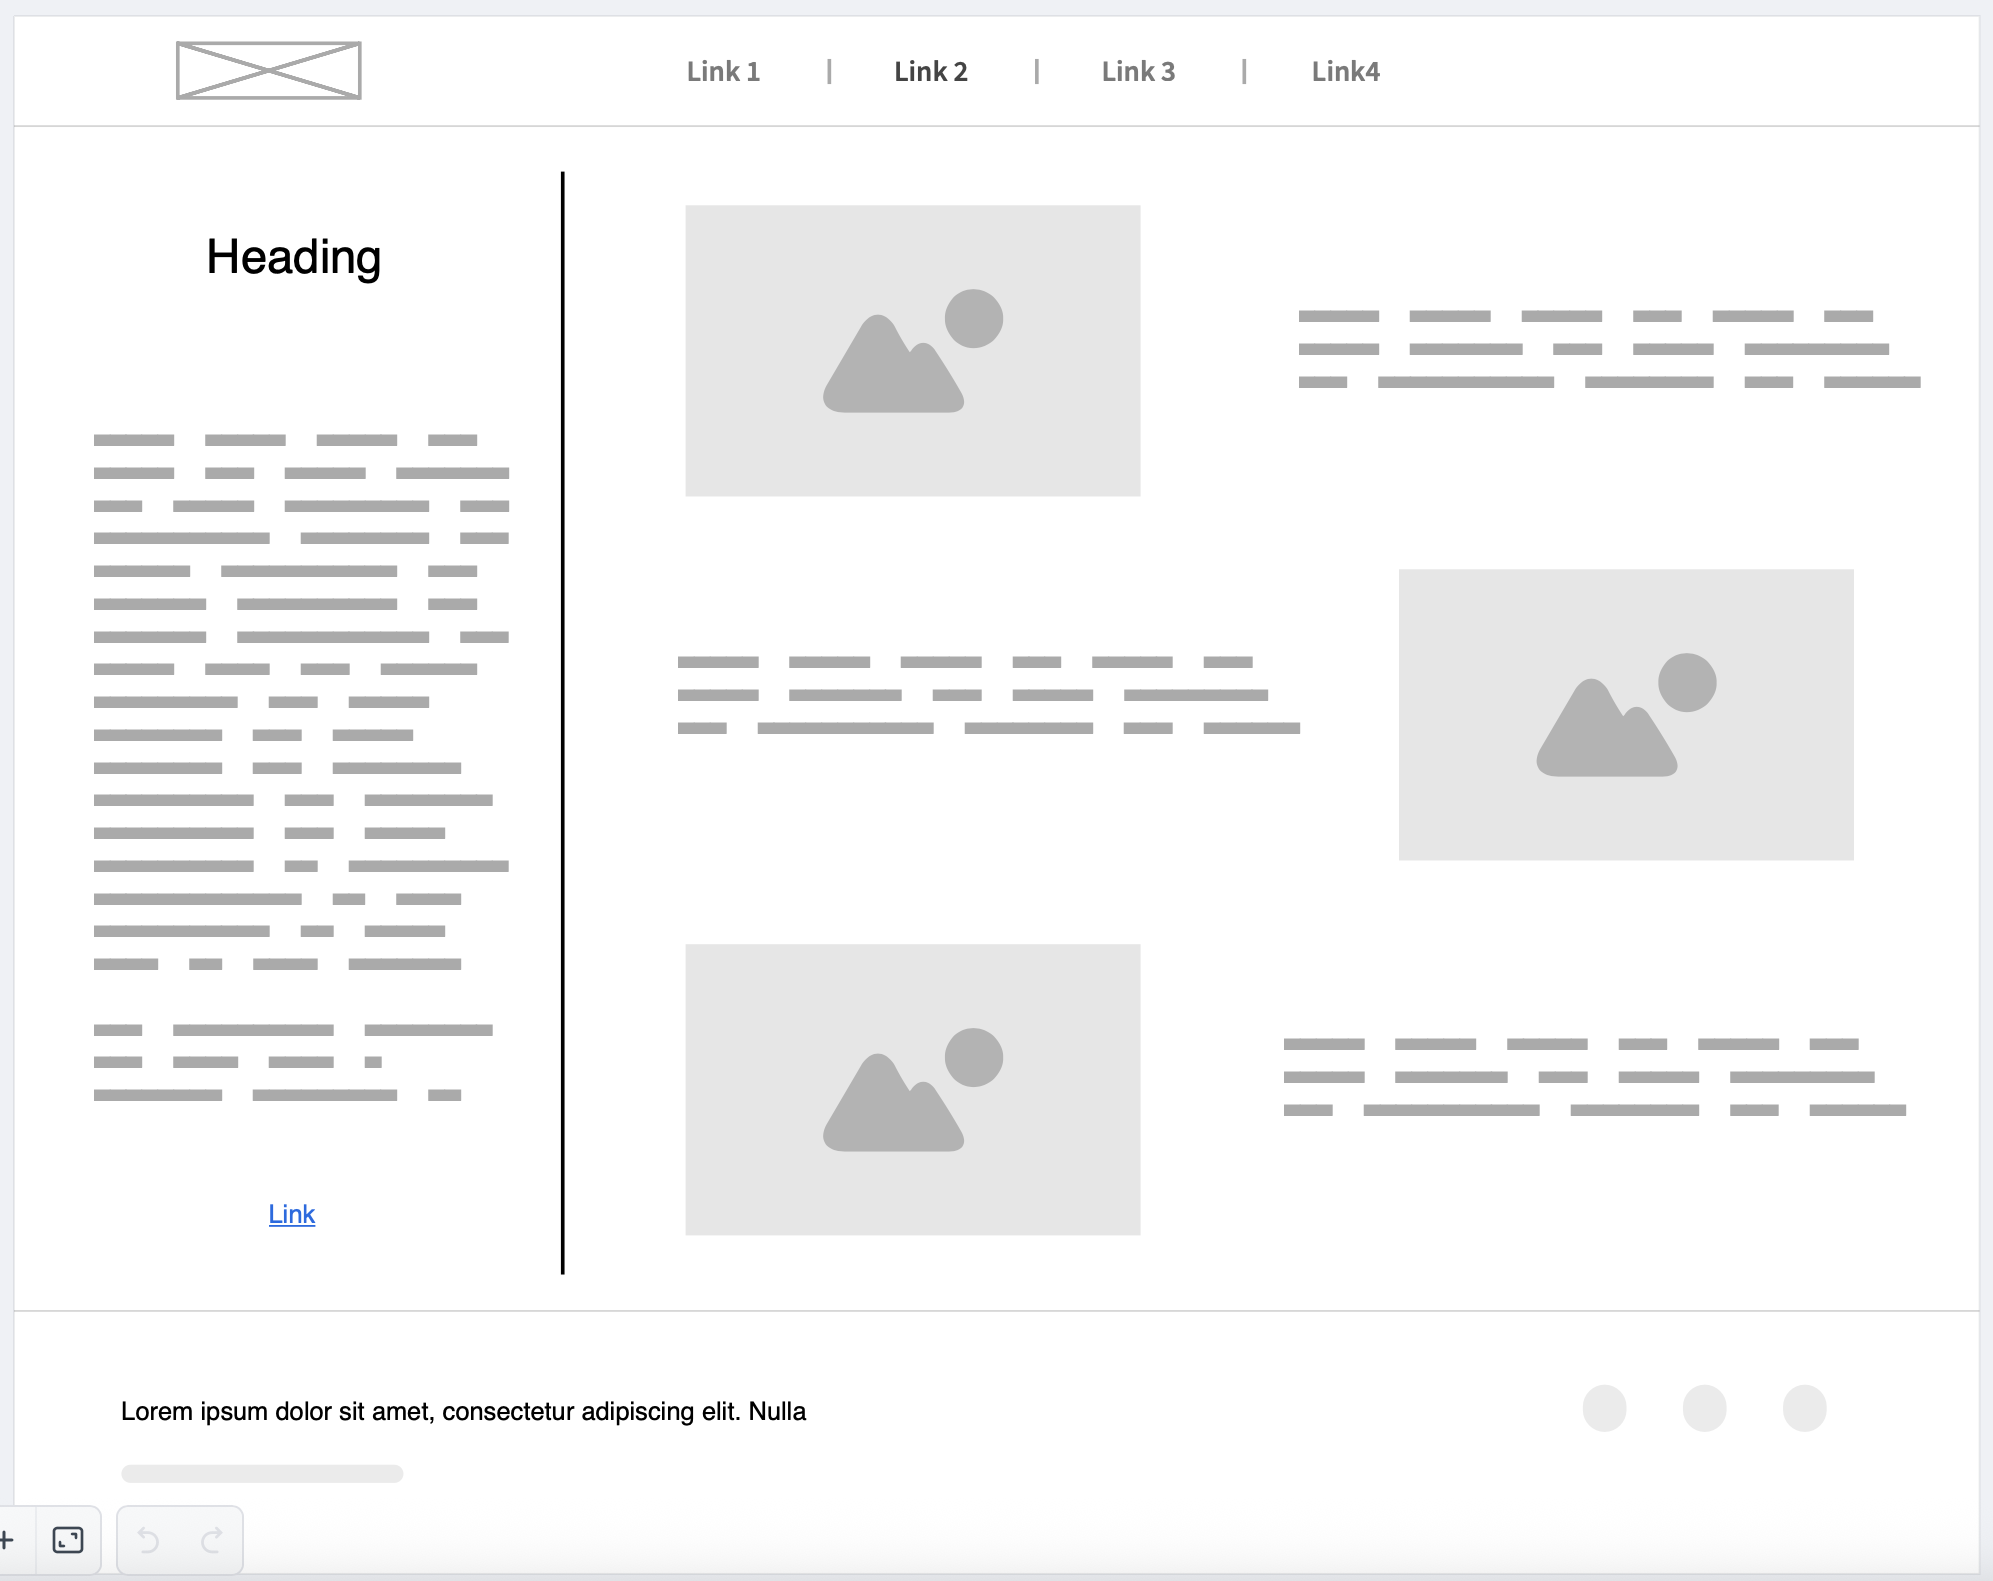 Link 1 | Link 2 | Link 3 | Link4
Heading
Link
Lorem ipsum dolor sit amet, consectetur adipiscing elit. Nulla